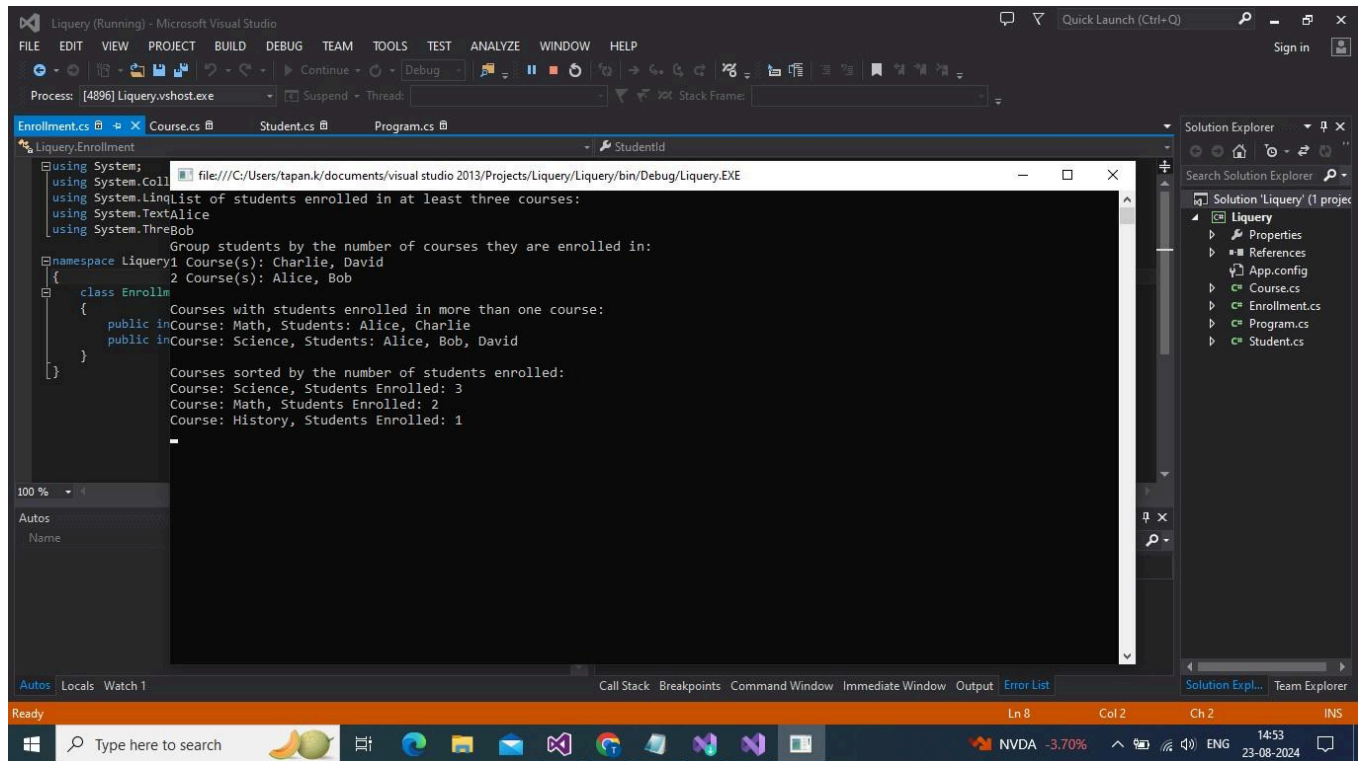 Liquery (Running) - Microsoft Visual Studio
Quick Launch (Ctrl+Q)
FILE EDIT VIEW PROJECT BUILD DEBUG TEAM TOOLS TEST ANALYZE WINDOW HELP
Sign in
Continue Debug
Process: [4896] Liquery.vshost.exe Suspend Thread: Stack Frame:
Enrollment.cs Course.cs Student.cs Program.cs
Liquery.Enrollment StudentId
using System;
using System.Coll
using System.Linq
using System.Text
using System.Thre
namespace Liquery
{
class Enrollm
{
public in
public in
}
}
file:///C:/Users/tapan.k/documents/visual studio 2013/Projects/Liquery/Liquery/bin/Debug/Liquery.EXE
List of students enrolled in at least three courses:
Alice
Bob
Group students by the number of courses they are enrolled in:
1 Course(s): Charlie, David
2 Course(s): Alice, Bob
Courses with students enrolled in more than one course:
Course: Math, Students: Alice, Charlie
Course: Science, Students: Alice, Bob, David
Courses sorted by the number of students enrolled:
Course: Science, Students Enrolled: 3
Course: Math, Students Enrolled: 2
Course: History, Students Enrolled: 1
Solution Explorer
Search Solution Explorer
Solution 'Liquery' (1 projec
C# Liquery
Properties
References
App.config
C# Course.cs
C# Enrollment.cs
C# Program.cs
C# Student.cs
100 %
Autos
Name
Autos Locals Watch 1
Call Stack Breakpoints Command Window Immediate Window Output Error List
Solution Expl... Team Explorer
Ready Ln 8 Col 2 Ch 2 INS
Type here to search
NVDA -3.70% ENG
14:53
23-08-2024